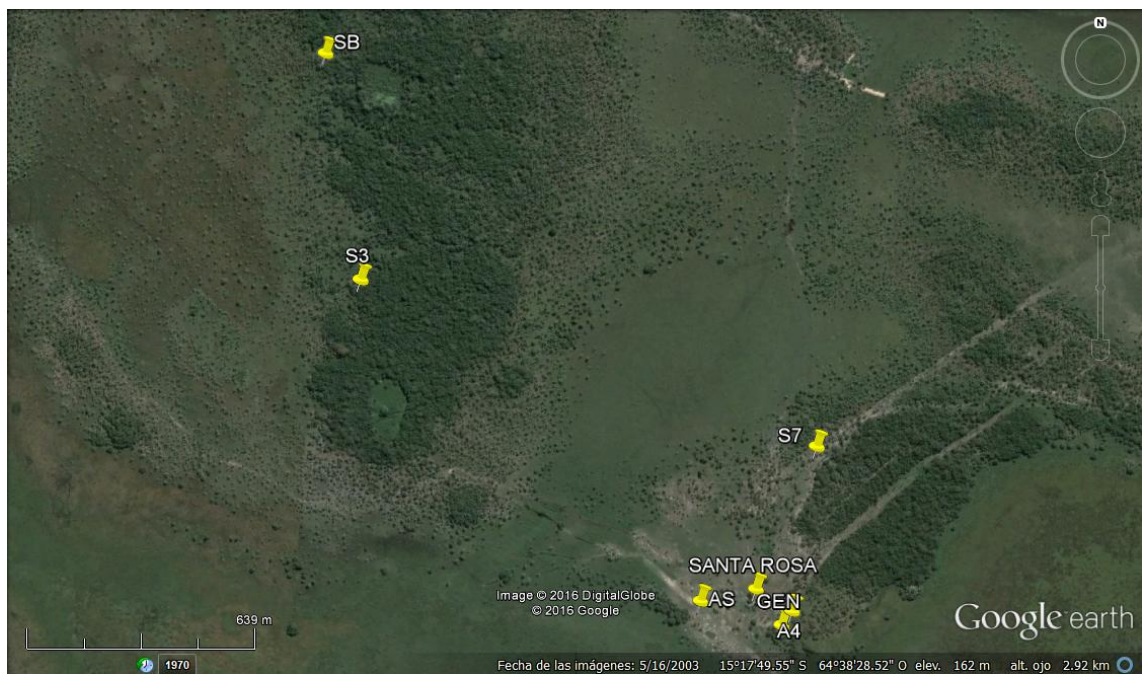 N
SB
S3
S7
SANTA ROSA
AS
GEN
A4
Image © 2016 DigitalGlobe
© 2016 Google
Google earth
639 m
1970
Fecha de las imágenes: 5/16/2003 15°17'49.55" S 64°38'28.52" O elev. 162 m alt. ojo 2.92 km